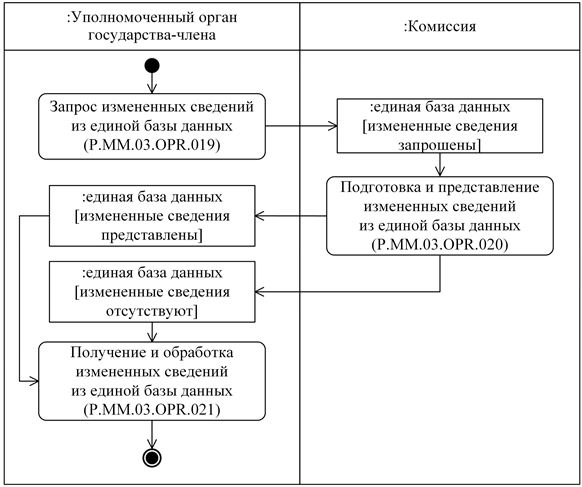 :Уполномоченный орган
государства-члена
:Комиссия
Запрос измененных сведений
из единой базы данных
(P.MM.03.OPR.019)
:единая база данных
[измененные сведения
запрошены]
Подготовка и представление
измененных сведений
из единой базы данных
(P.MM.03.OPR.020)
:единая база данных
[измененные сведения
представлены]
:единая база данных
[измененные сведения
отсутствуют]
Получение и обработка
измененных сведений
из единой базы данных
(P.MM.03.OPR.021)